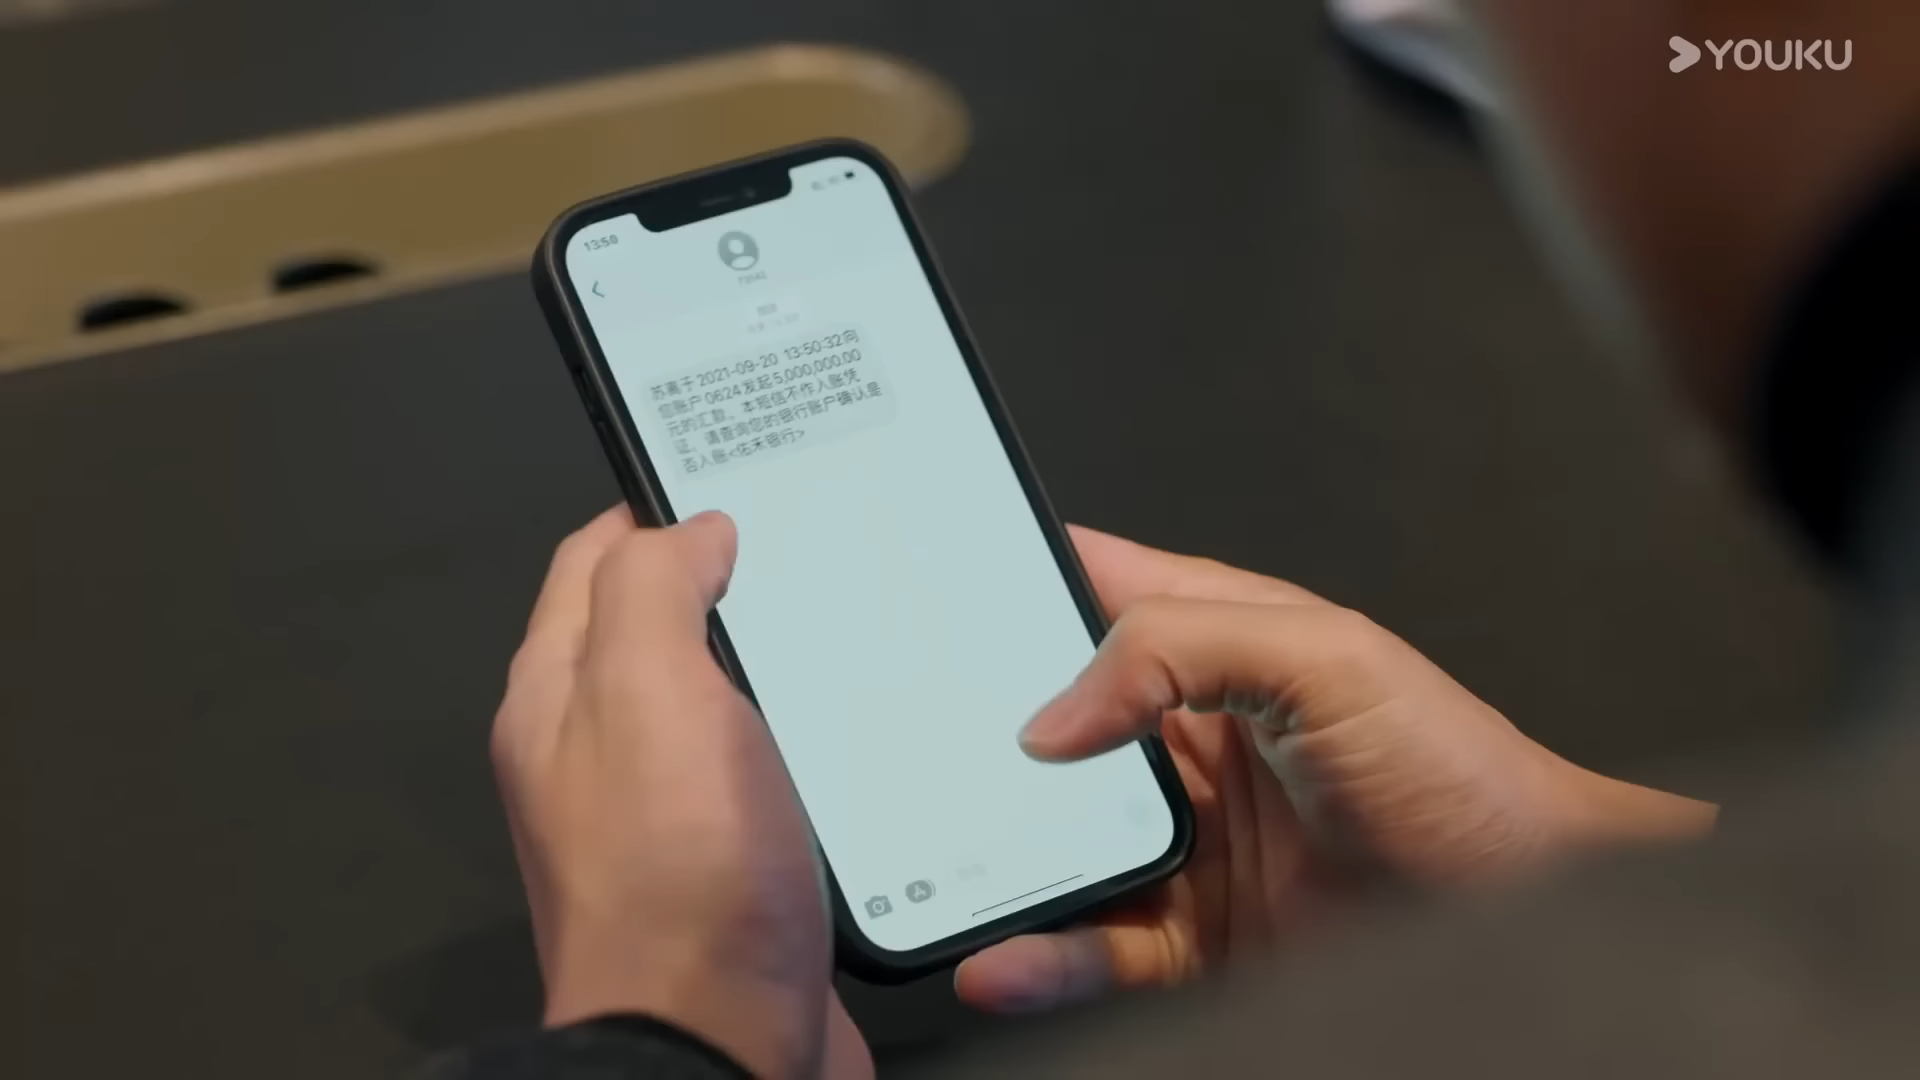 YOUKU
13:50
苏离于2021-09-20 13:50:32向
您账户0624发起5,000,000.00
元的汇款。本短信不作入账凭
证，请查询您的银行账户确认是
否入账<佑禾银行>